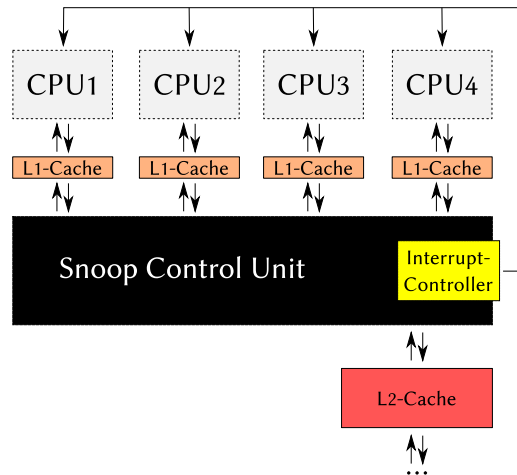 CPU1 CPU2 CPU3 CPU4
L1-Cache L1-Cache L1-Cache L1-Cache
Snoop Control Unit
Interrupt-
Controller
L2-Cache
...